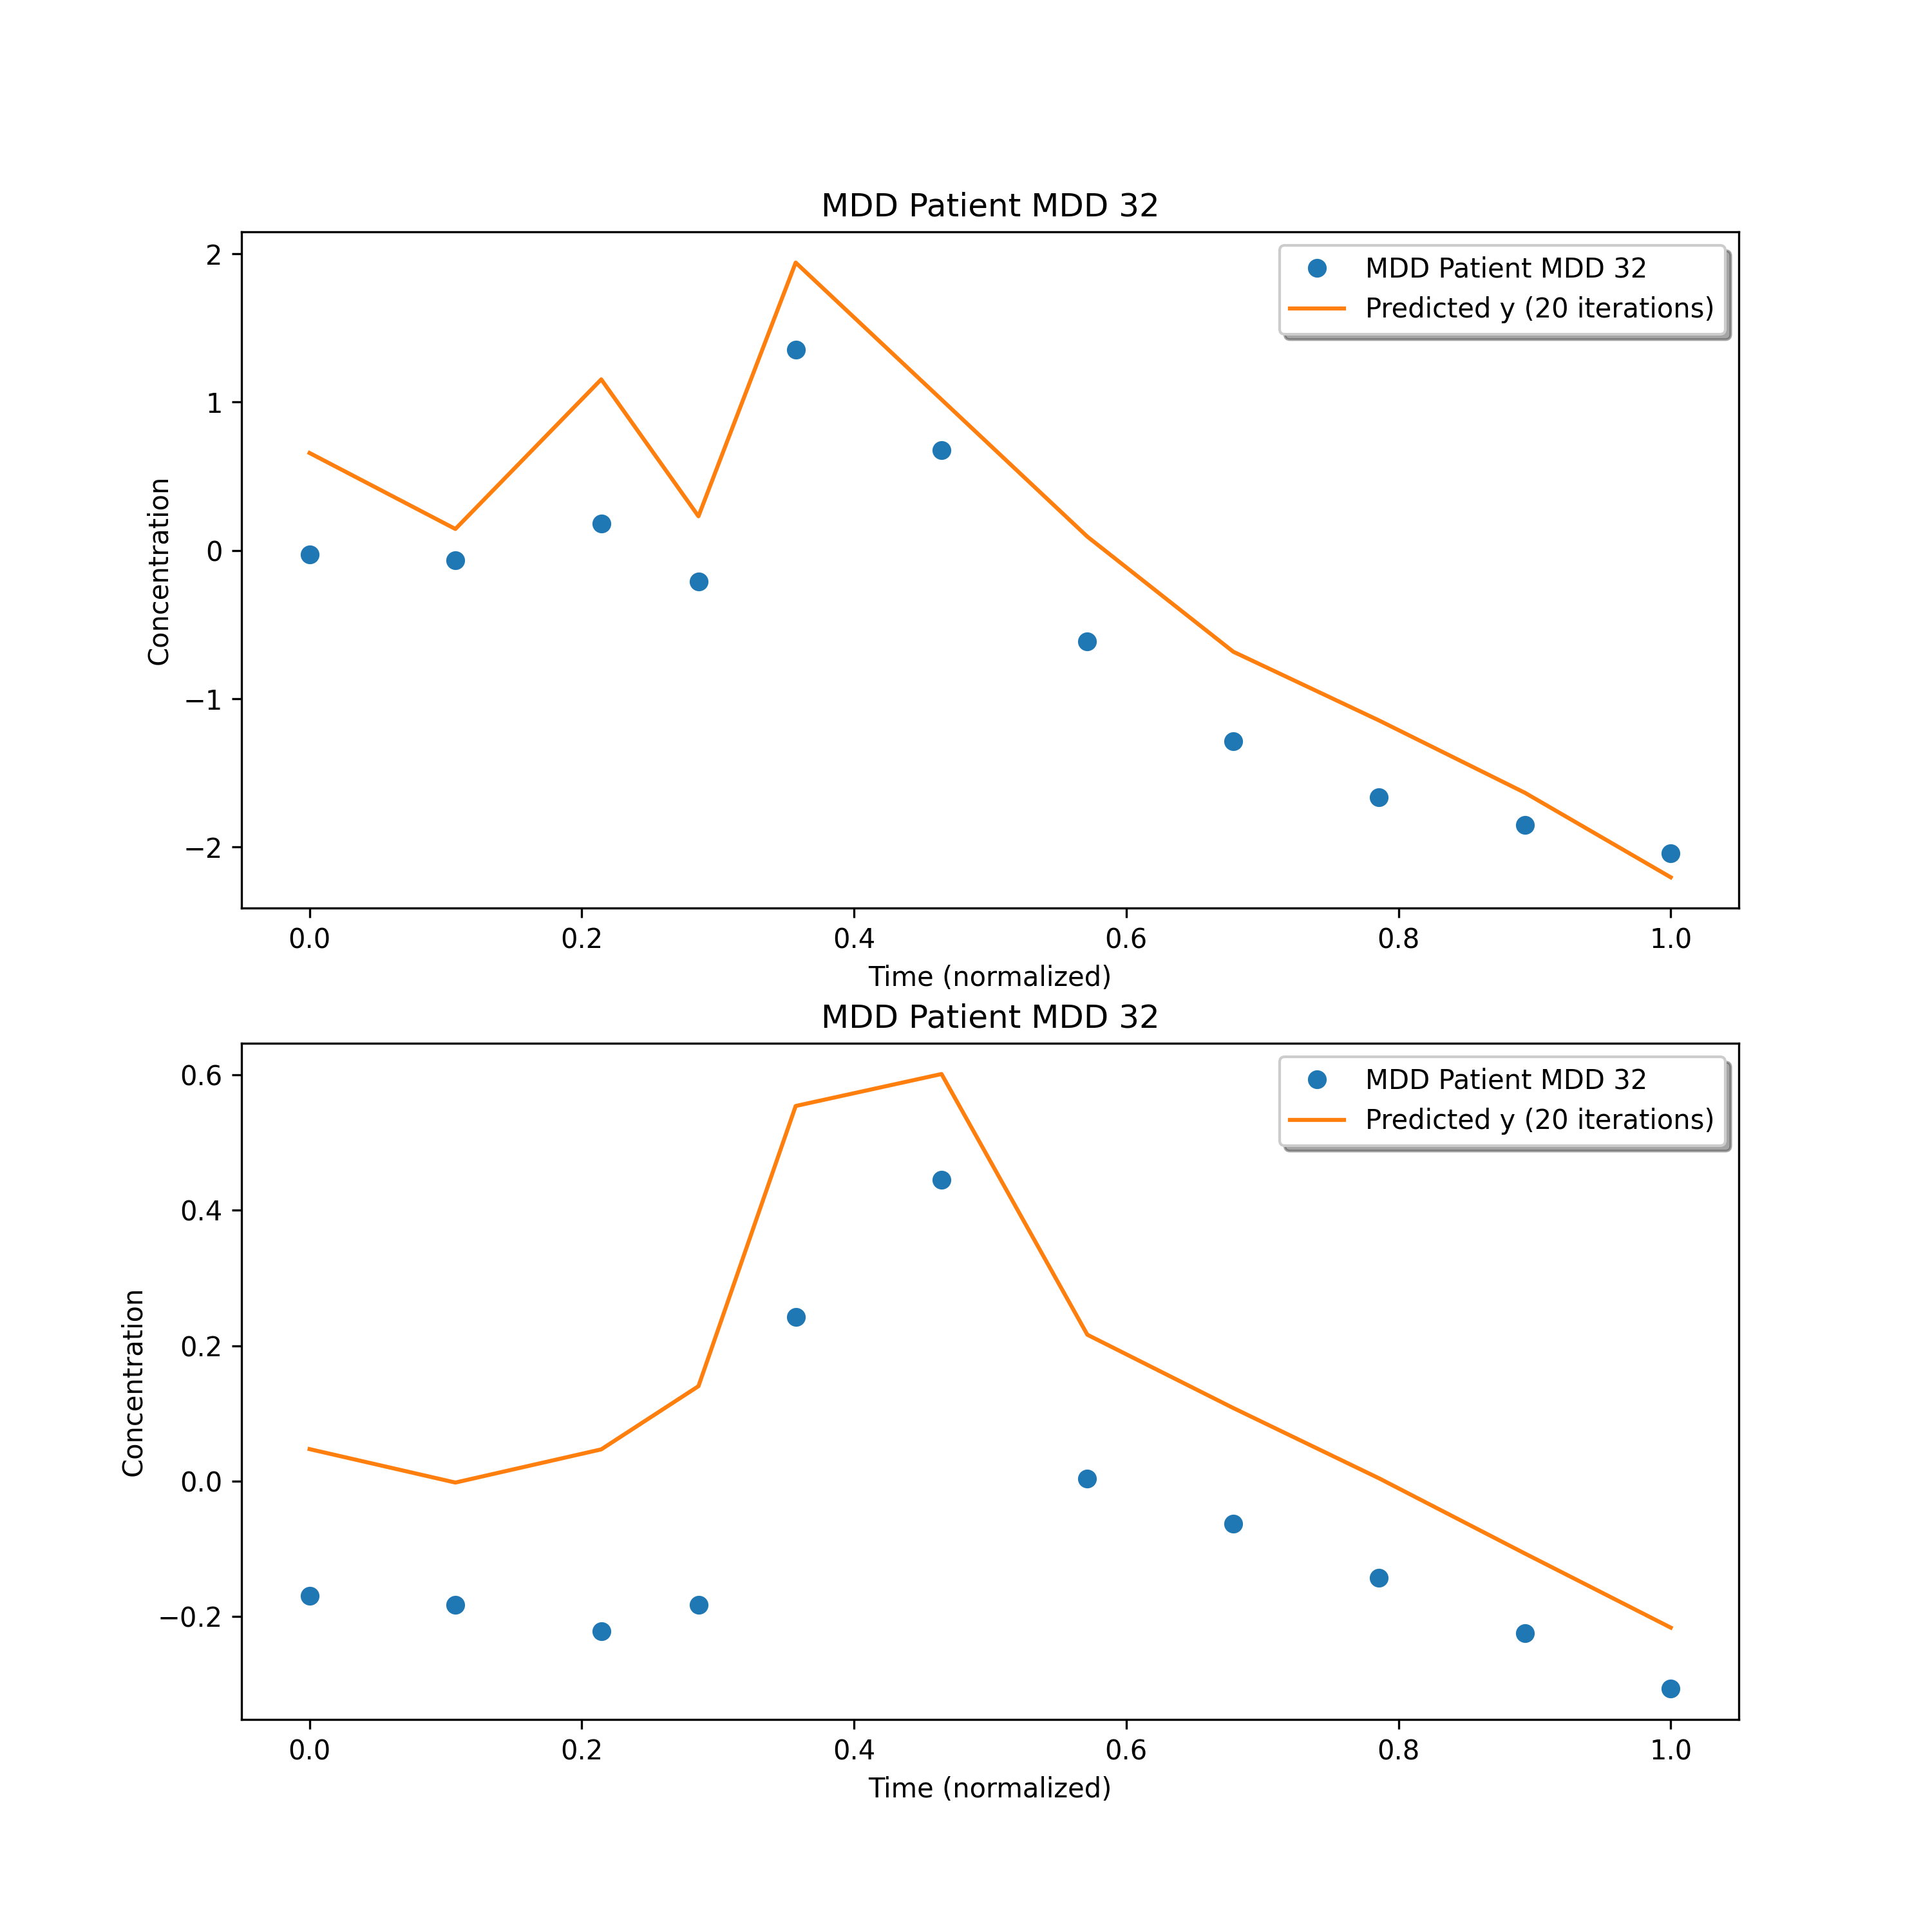 MDD Patient MDD 32
MDD Patient MDD 32
Predicted y (20 iterations)
2
1
0
−1
−2
Concentration
0.0 0.2 0.4 0.6 0.8 1.0
Time (normalized)
MDD Patient MDD 32
MDD Patient MDD 32
Predicted y (20 iterations)
0.6
0.4
0.2
0.0
−0.2
Concentration
0.0 0.2 0.4 0.6 0.8 1.0
Time (normalized)